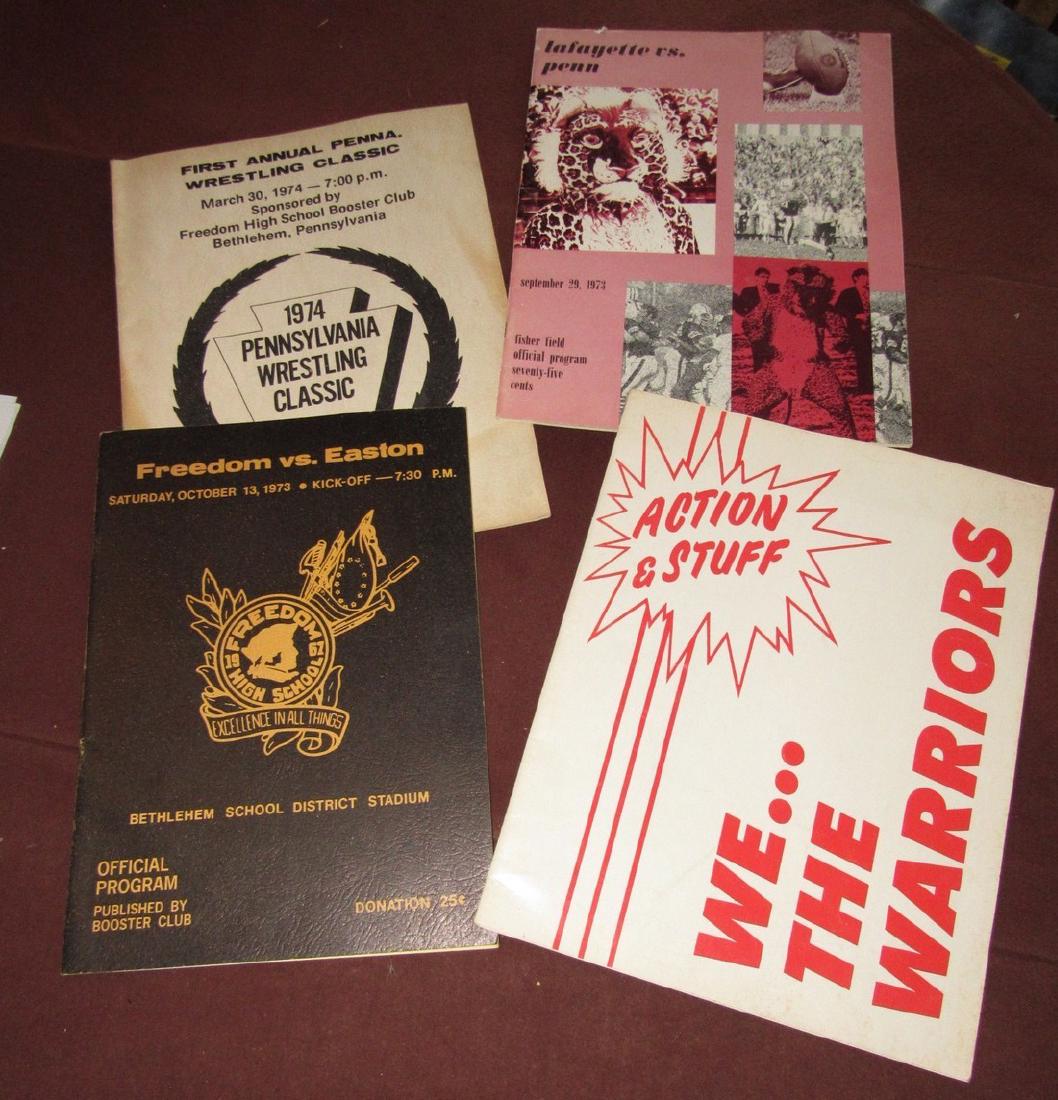 FIRST ANNUAL PENNA.
WRESTLING CLASSIC
March 30, 1974 — 7:00 p.m.
Sponsored by
Freedom High School Booster Club
Bethlehem, Pennsylvania
1974
PENNSYLVANIA
WRESTLING
CLASSIC
lafayette vs.
penn
september 29, 1973
fisher field
official program
seventy-five
cents
Freedom vs. Easton
SATURDAY, OCTOBER 13, 1973 • KICK-OFF — 7:30 P.M.
FREEDOM
19 67
HIGH SCHOOL
EXCELLENCE IN ALL THINGS
BETHLEHEM SCHOOL DISTRICT STADIUM
OFFICIAL
PROGRAM
PUBLISHED BY
BOOSTER CLUB
DONATION, 25¢
ACTION
& STUFF
WE...
THE
WARRIORS